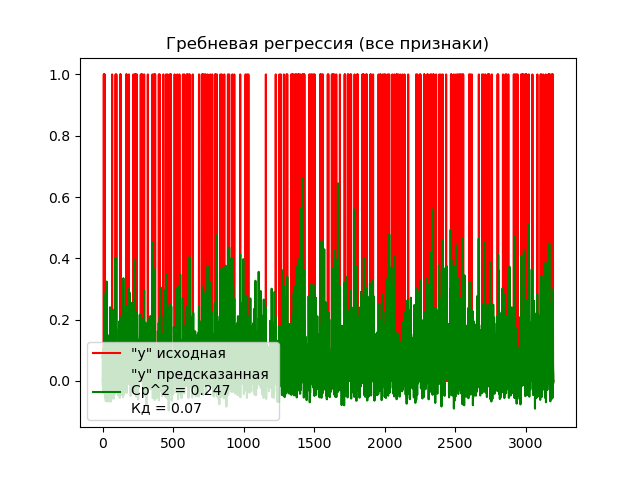 Гребневая регрессия (все признаки)
1.0
0.8
0.6
0.4
0.2
0.0
"y" исходная
"y" предсказанная
Ср^2 = 0.247
Кд = 0.07
0 500 1000 1500 2000 2500 3000